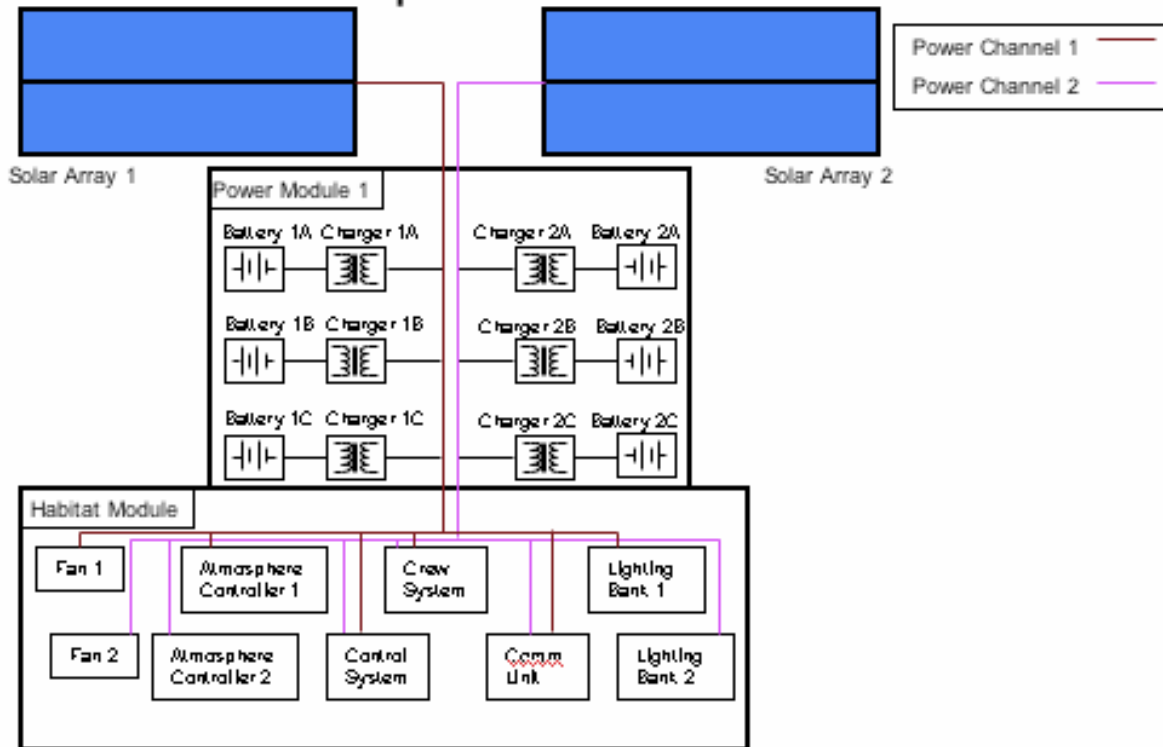 Power Channel 1
Power Channel 2
Solar Array 1
Solar Array 2
Power Module 1
Battery 1A Charger 1A
Charger 2A Battery 2A
Battery 1B Charger 1B
Charger 2B Battery 2B
Battery 1C Charger 1C
Charger 2C Battery 2C
Habitat Module
Fan 1
Atmosphere
Controller 1
Crew
System
Lighting
Bank 1
Fan 2
Atmosphere
Controller 2
Control
System
Comm
Link
Lighting
Bank 2